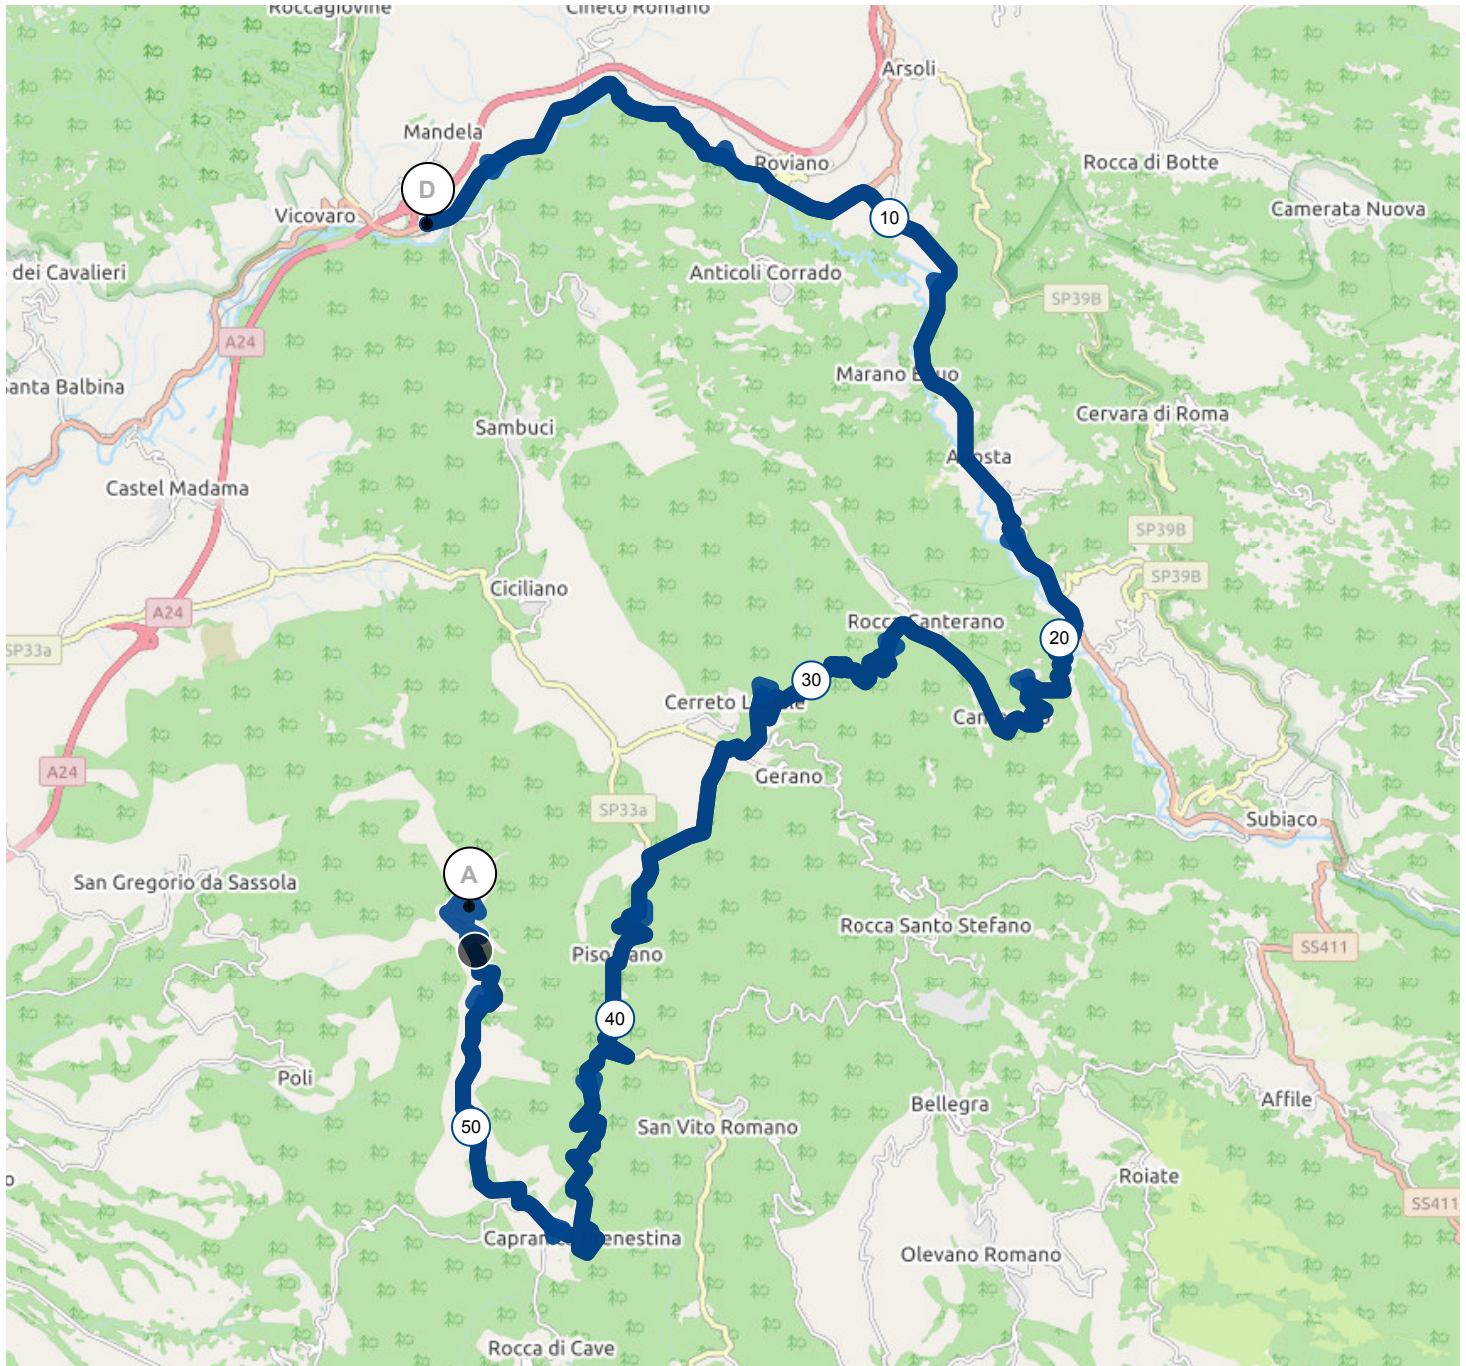 Roccagiovine
Cineto Romano
Arsoli
Mandela
Roviano
Rocca di Botte
D
Vicovaro
10
Camerata Nuova
dei Cavalieri
Anticoli Corrado
SP39B
A24
Marano
anta Balbina
Cervara di Roma
Sambuci
Castel Madama
SP39B
SP39B
Ciciliano
A24
Rocca Canterano
SP33a
20
30
Cerreto L
A24
Gerano
SP33a
Subiaco
A
San Gregorio da Sassola
Rocca Santo Stefano
SS411
Piso
ano
40
Poli
Bellegra
Affile
50
San Vito Romano
o
Roiate
SS411
Capran
enestina
Olevano Romano
Rocca di Cave